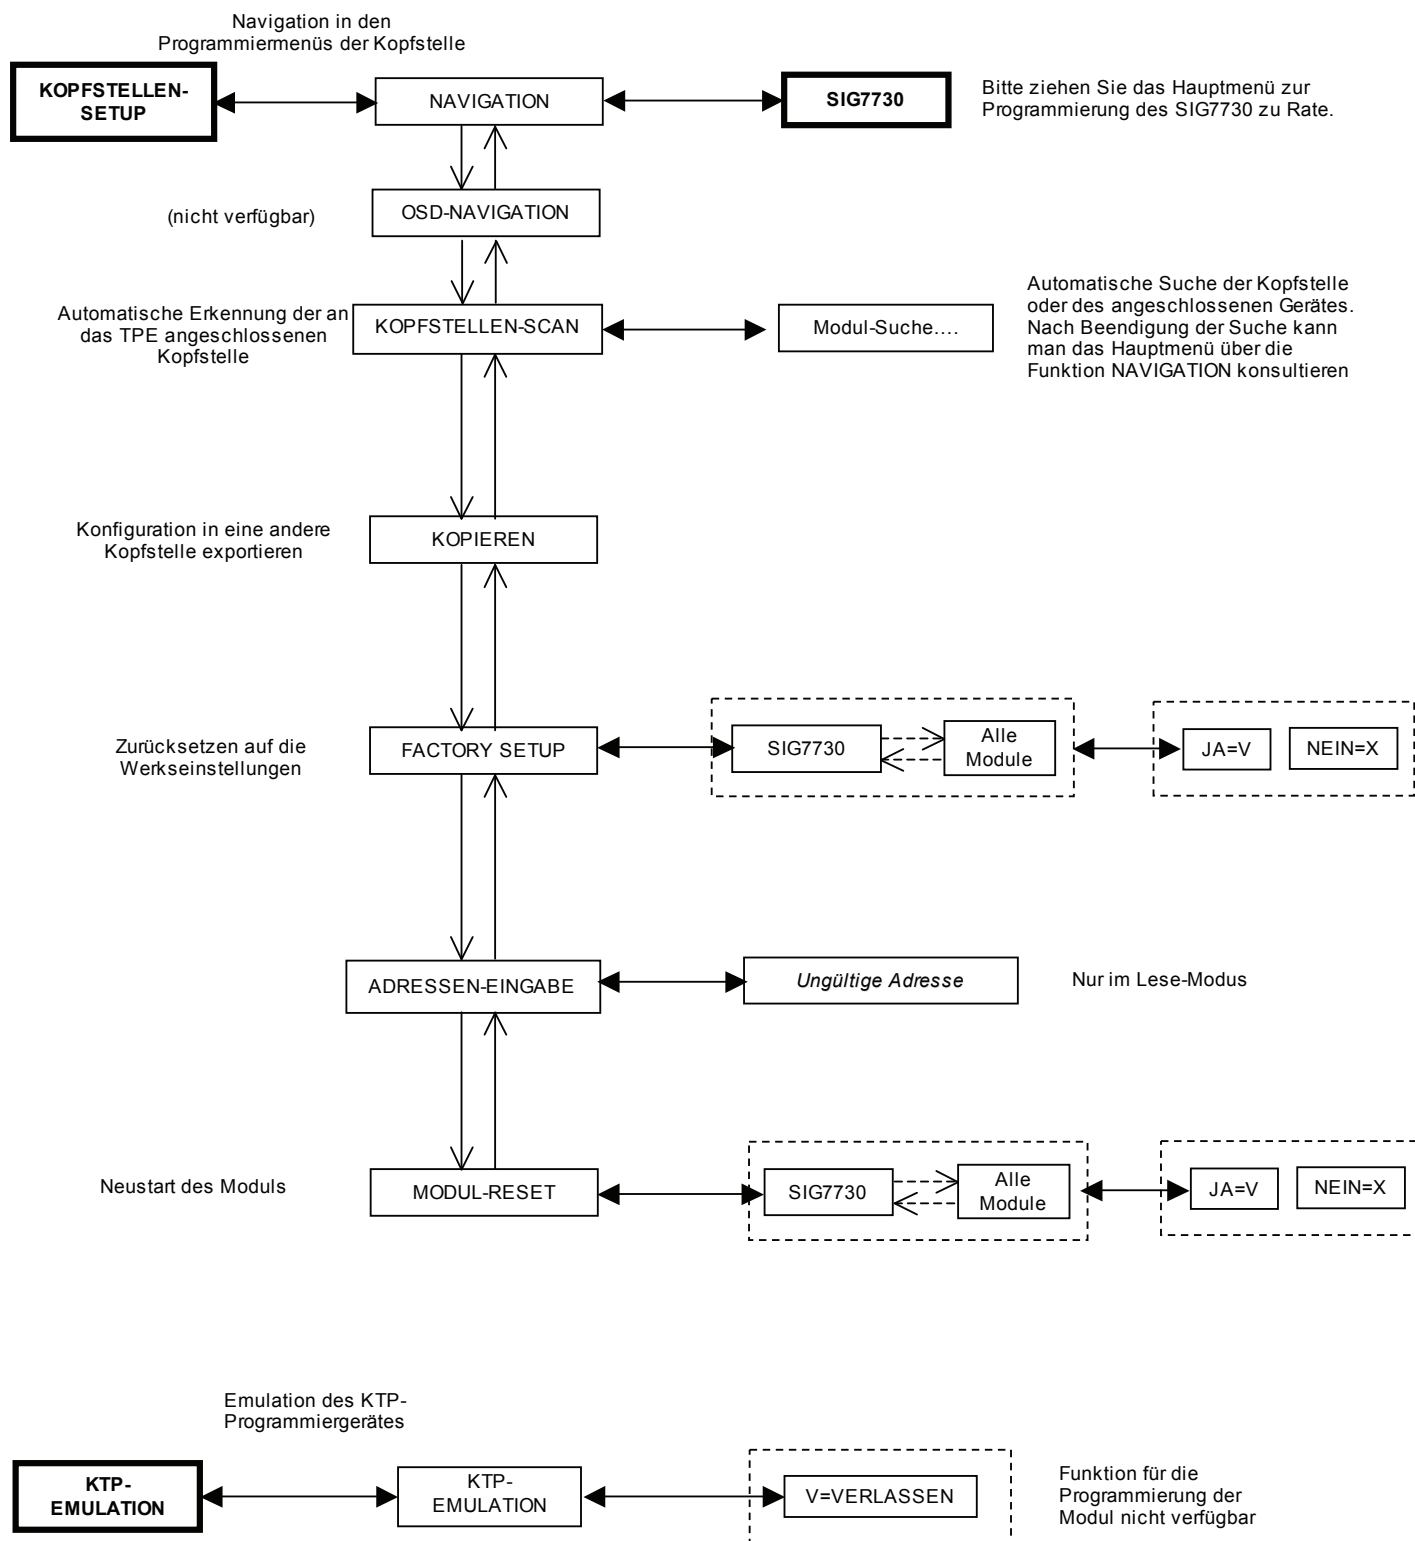 Navigation in den
Programmiermenüs der Kopfstelle
KOPFSTELLEN-
SETUP
NAVIGATION
SIG7730
Bitte ziehen Sie das Hauptmenü zur
Programmierung des SIG7730 zu Rate.
(nicht verfügbar)
OSD-NAVIGATION
Automatische Erkennung der an
das TPE angeschlossenen
Kopfstelle
KOPFSTELLEN-SCAN
Modul-Suche....
Automatische Suche der Kopfstelle
oder des angeschlossenen Gerätes.
Nach Beendigung der Suche kann
man das Hauptmenü über die
Funktion NAVIGATION konsultieren
Konfiguration in eine andere
Kopfstelle exportieren
KOPIEREN
Zurücksetzen auf die
Werkseinstellungen
FACTORY SETUP
SIG7730
Alle
Module
JA=V
NEIN=X
ADRESSEN-EINGABE
Ungültige Adresse
Nur im Lese-Modus
Neustart des Moduls
MODUL-RESET
SIG7730
Alle
Module
JA=V
NEIN=X
Emulation des KTP-
Programmiergerätes
KTP-
EMULATION
KTP-
EMULATION
V=VERLASSEN
Funktion für die
Programmierung der
Modul nicht verfügbar